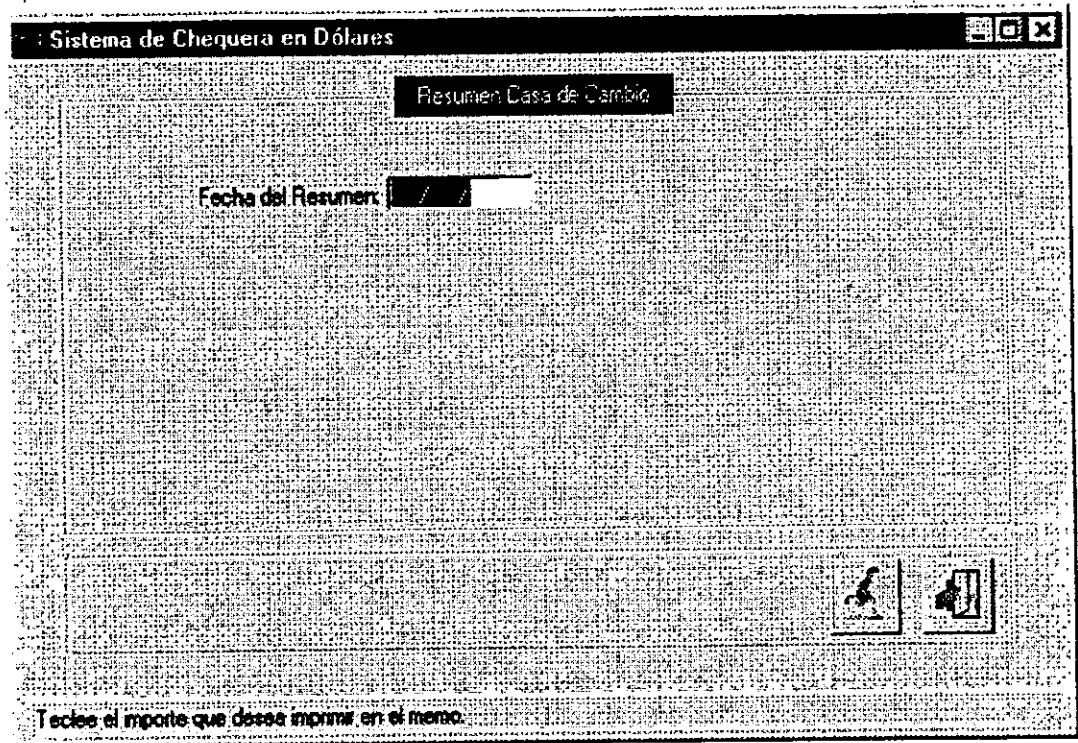 Sistema de Chequera en Dólares
Resumen Casa de Cambio
Fecha del Resumen: / /
Teclee el importe que desea imprimir en el memo.